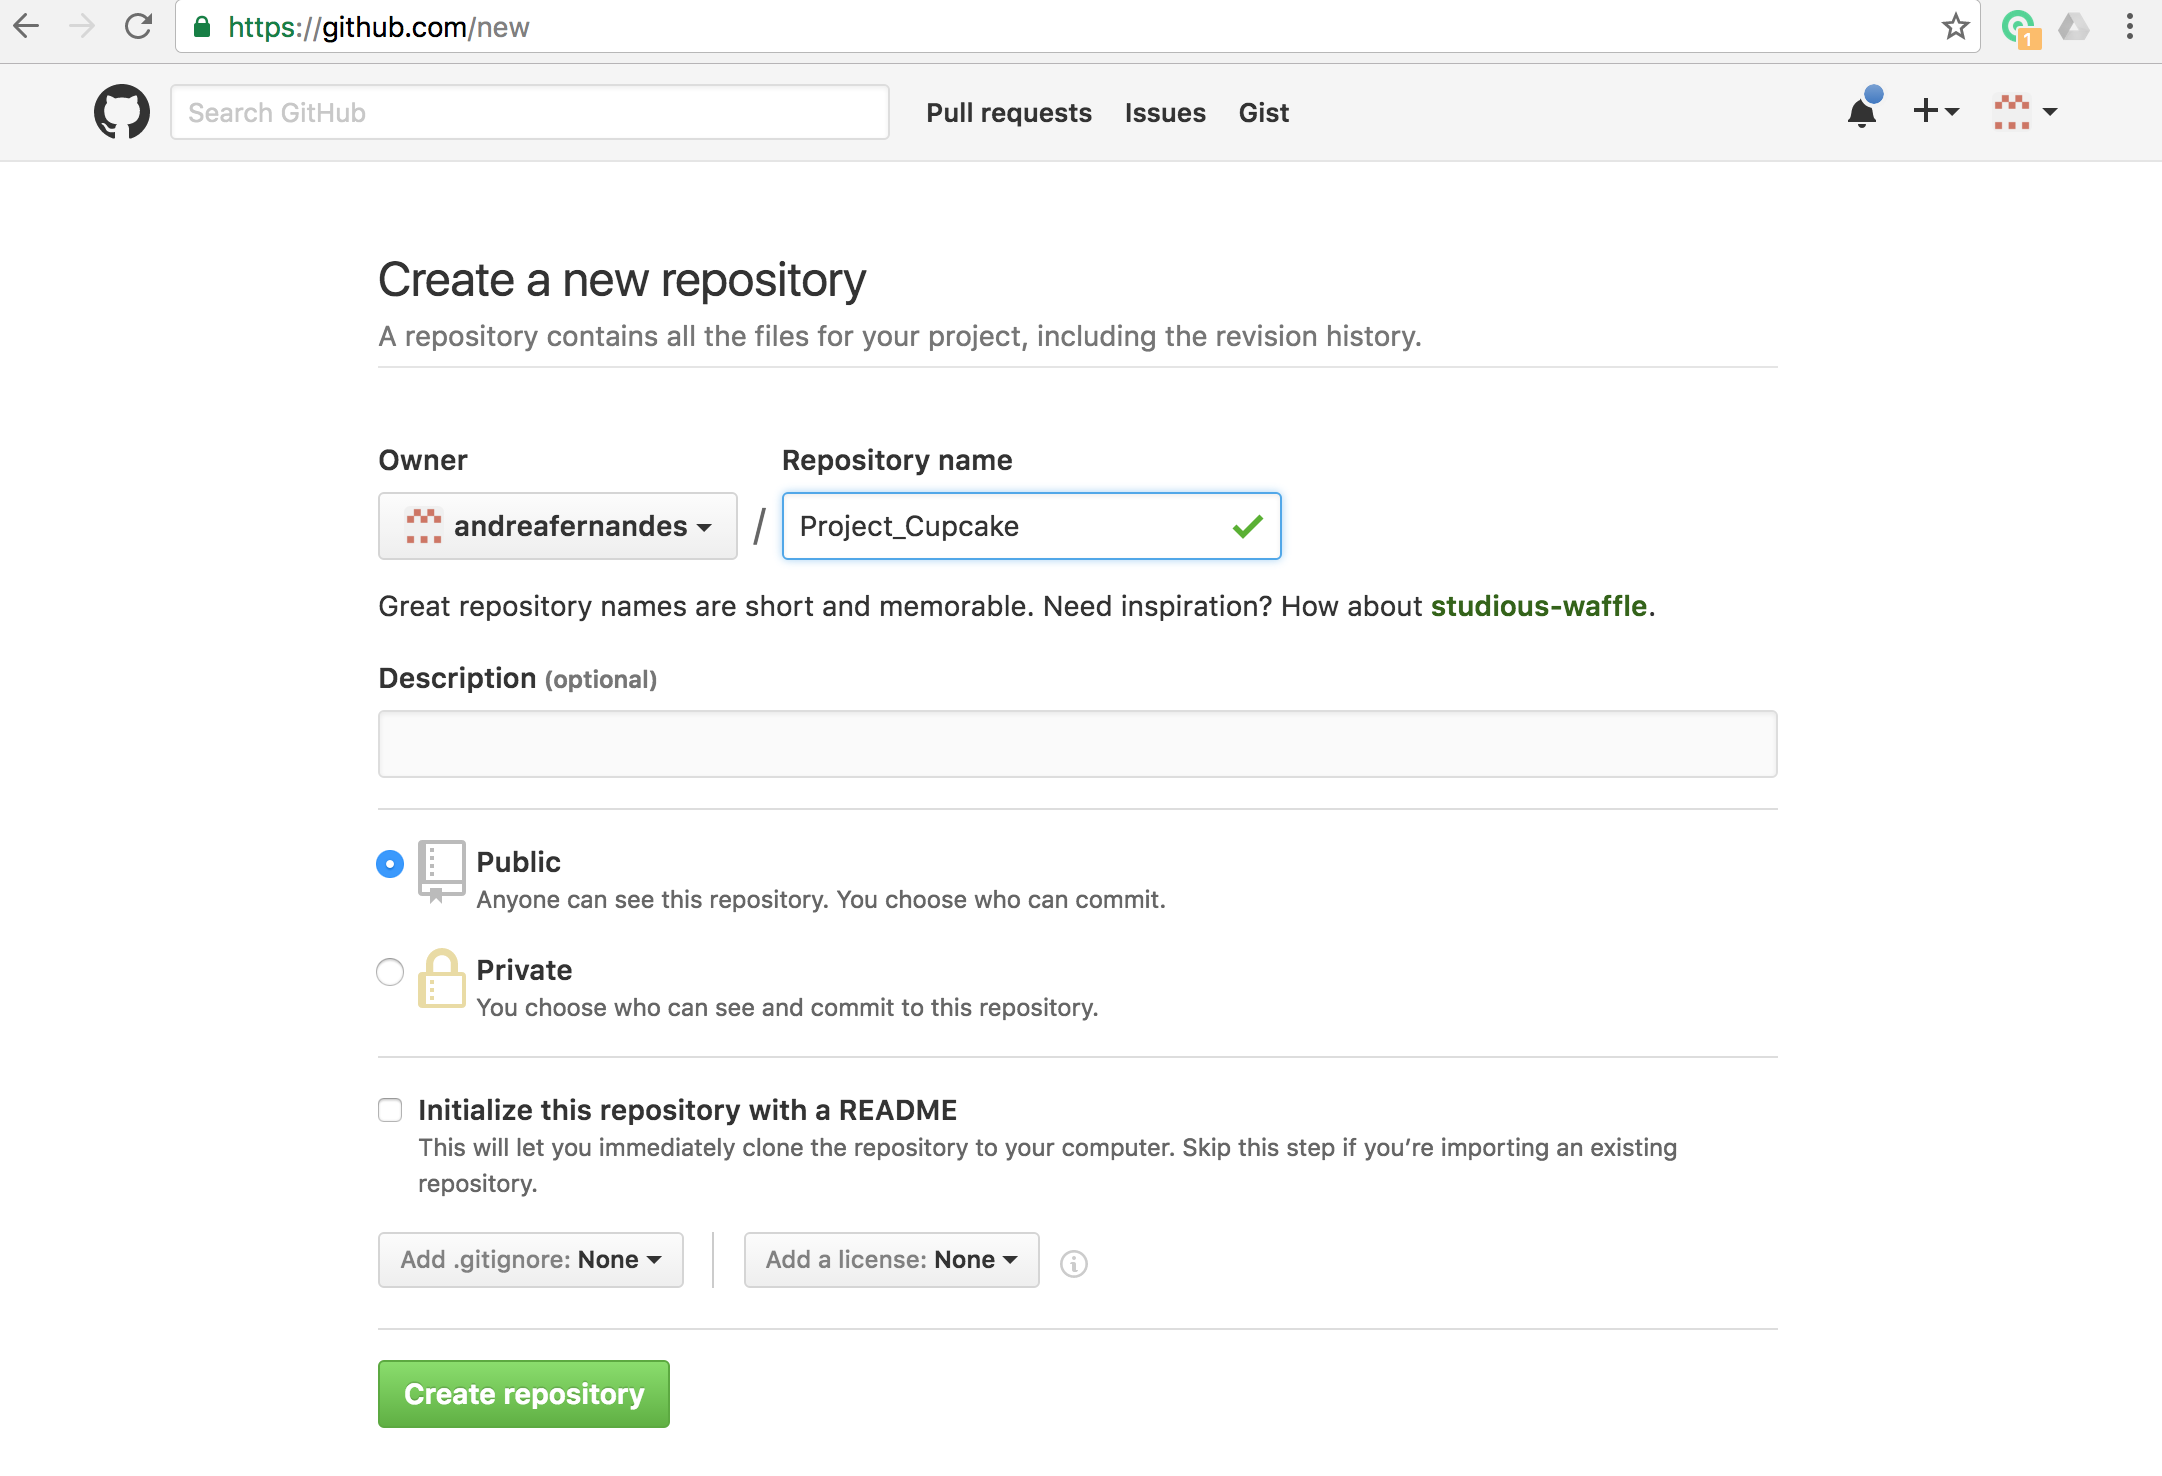 https://github.com/new
1
Search GitHub
Pull requests Issues Gist
Create a new repository
A repository contains all the files for your project, including the revision history.
Owner Repository name
andreafernandes / Project_Cupcake
Great repository names are short and memorable. Need inspiration? How about studious-waffle.
Description (optional)
Public
Anyone can see this repository. You choose who can commit.
Private
You choose who can see and commit to this repository.
Initialize this repository with a README
This will let you immediately clone the repository to your computer. Skip this step if you’re importing an existing
repository.
Add .gitignore: None Add a license: None
Create repository